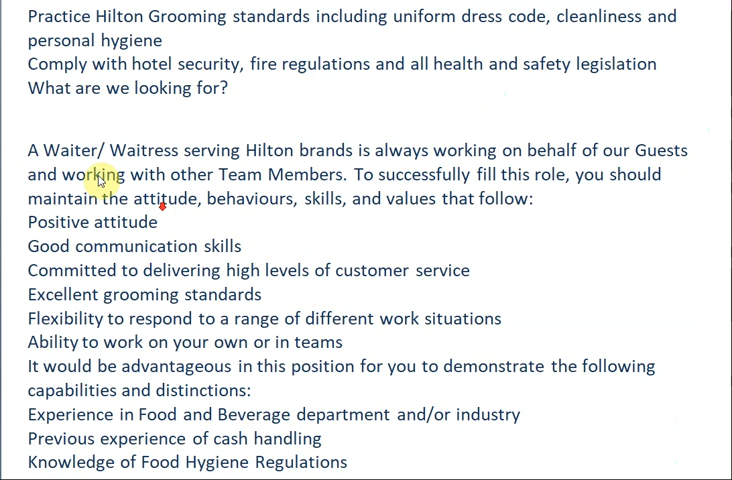 Practice Hilton Grooming standards including uniform dress code, cleanliness and
personal hygiene
Comply with hotel security, fire regulations and all health and safety legislation
What are we looking for?
A Waiter/ Waitress serving Hilton brands is always working on behalf of our Guests
and working with other Team Members. To successfully fill this role, you should
maintain the attitude, behaviours, skills, and values that follow:
Positive attitude
Good communication skills
Committed to delivering high levels of customer service
Excellent grooming standards
Flexibility to respond to a range of different work situations
Ability to work on your own or in teams
It would be advantageous in this position for you to demonstrate the following
capabilities and distinctions:
Experience in Food and Beverage department and/or industry
Previous experience of cash handling
Knowledge of Food Hygiene Regulations